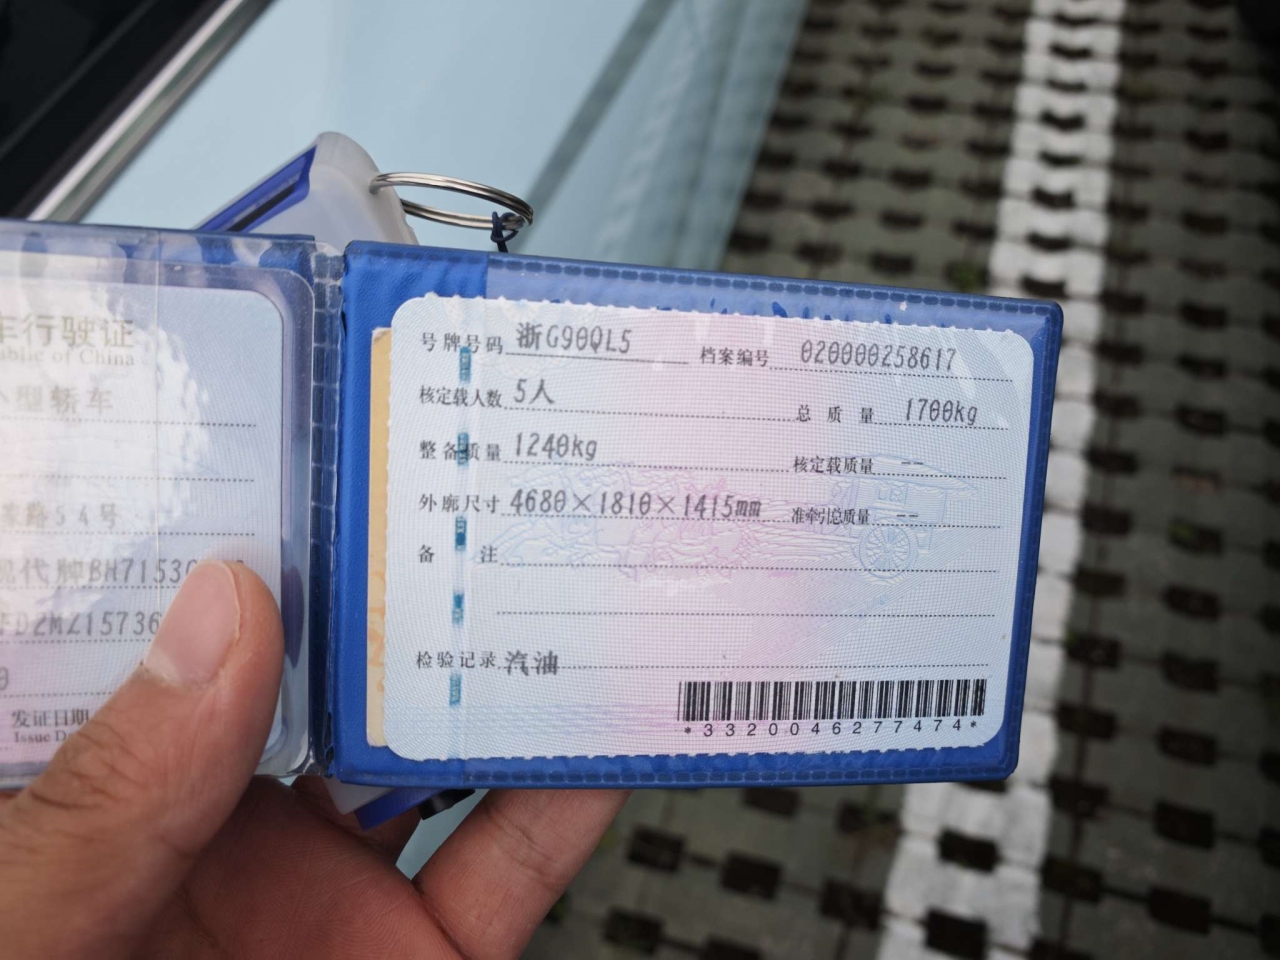 车行驶证
ublic of China
小型轿车
路54号
现代牌BH7153
D2MZ15736
0
发证日期
Issue Da
号牌号码 浙G90QL5 档案编号 020000258617
核定载人数 5人 总质量 1700kg
整备质量 1240kg 核定载质量 --
外廓尺寸 4680×1810×1415mm 准牵引总质量 --
备注
检验记录 汽油
*3320046277474*